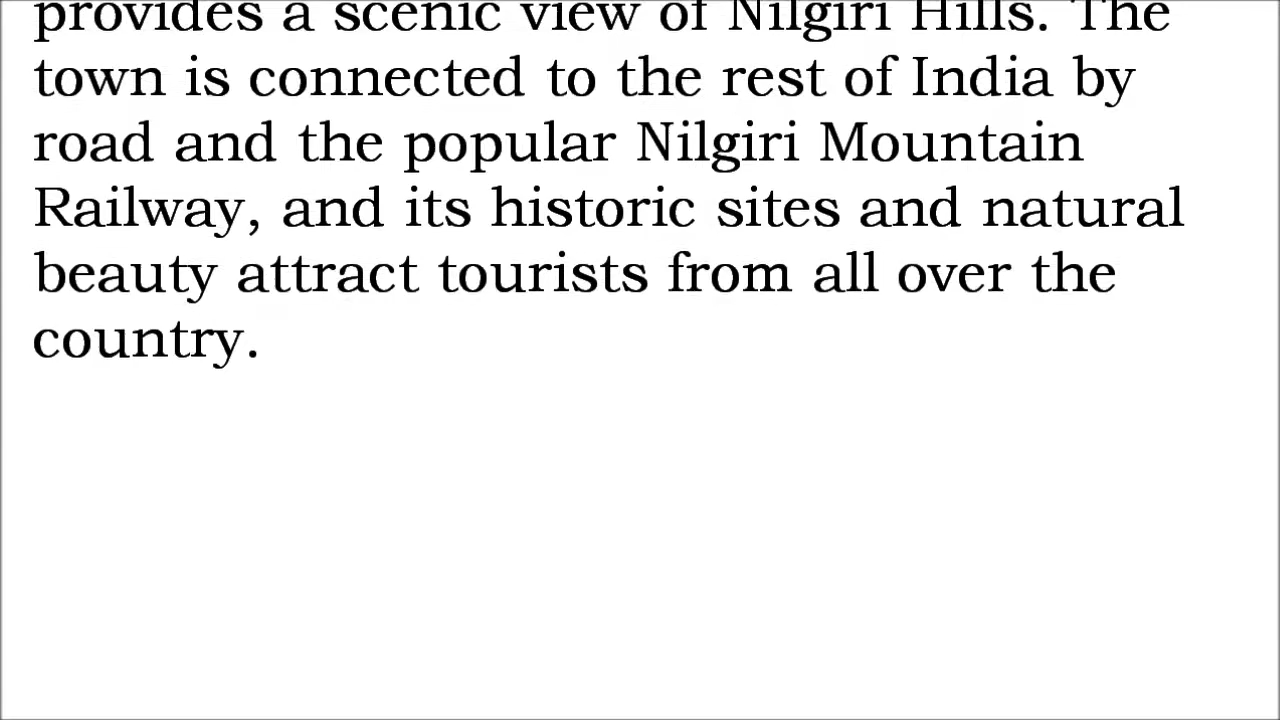 provides a scenic view of Nilgiri Hills. The
town is connected to the rest of India by
road and the popular Nilgiri Mountain
Railway, and its historic sites and natural
beauty attract tourists from all over the
country.